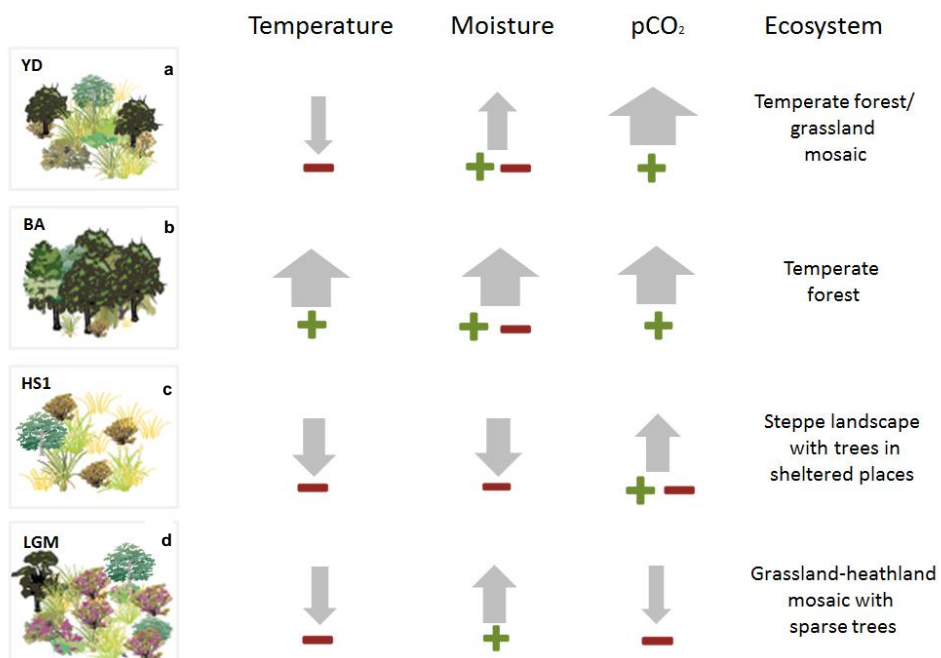 Temperature Moisture pCO₂ Ecosystem
YD a
Temperate forest/
grassland
mosaic
BA b
Temperate
forest
HS1 c
Steppe landscape
with trees in
sheltered places
LGM d
Grassland-heathland
mosaic with
sparse trees